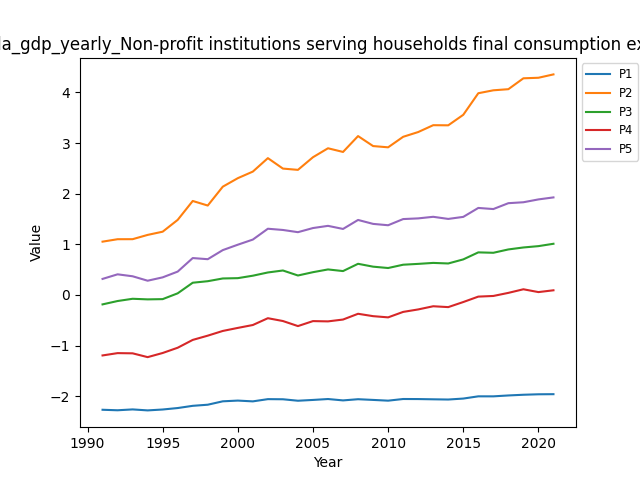 da_gdp_yearly_Non-profit institutions serving households final consumption ex
P1
P2
P3
P4
P5
Value
4
3
2
1
0
−1
−2
1990 1995 2000 2005 2010 2015 2020
Year